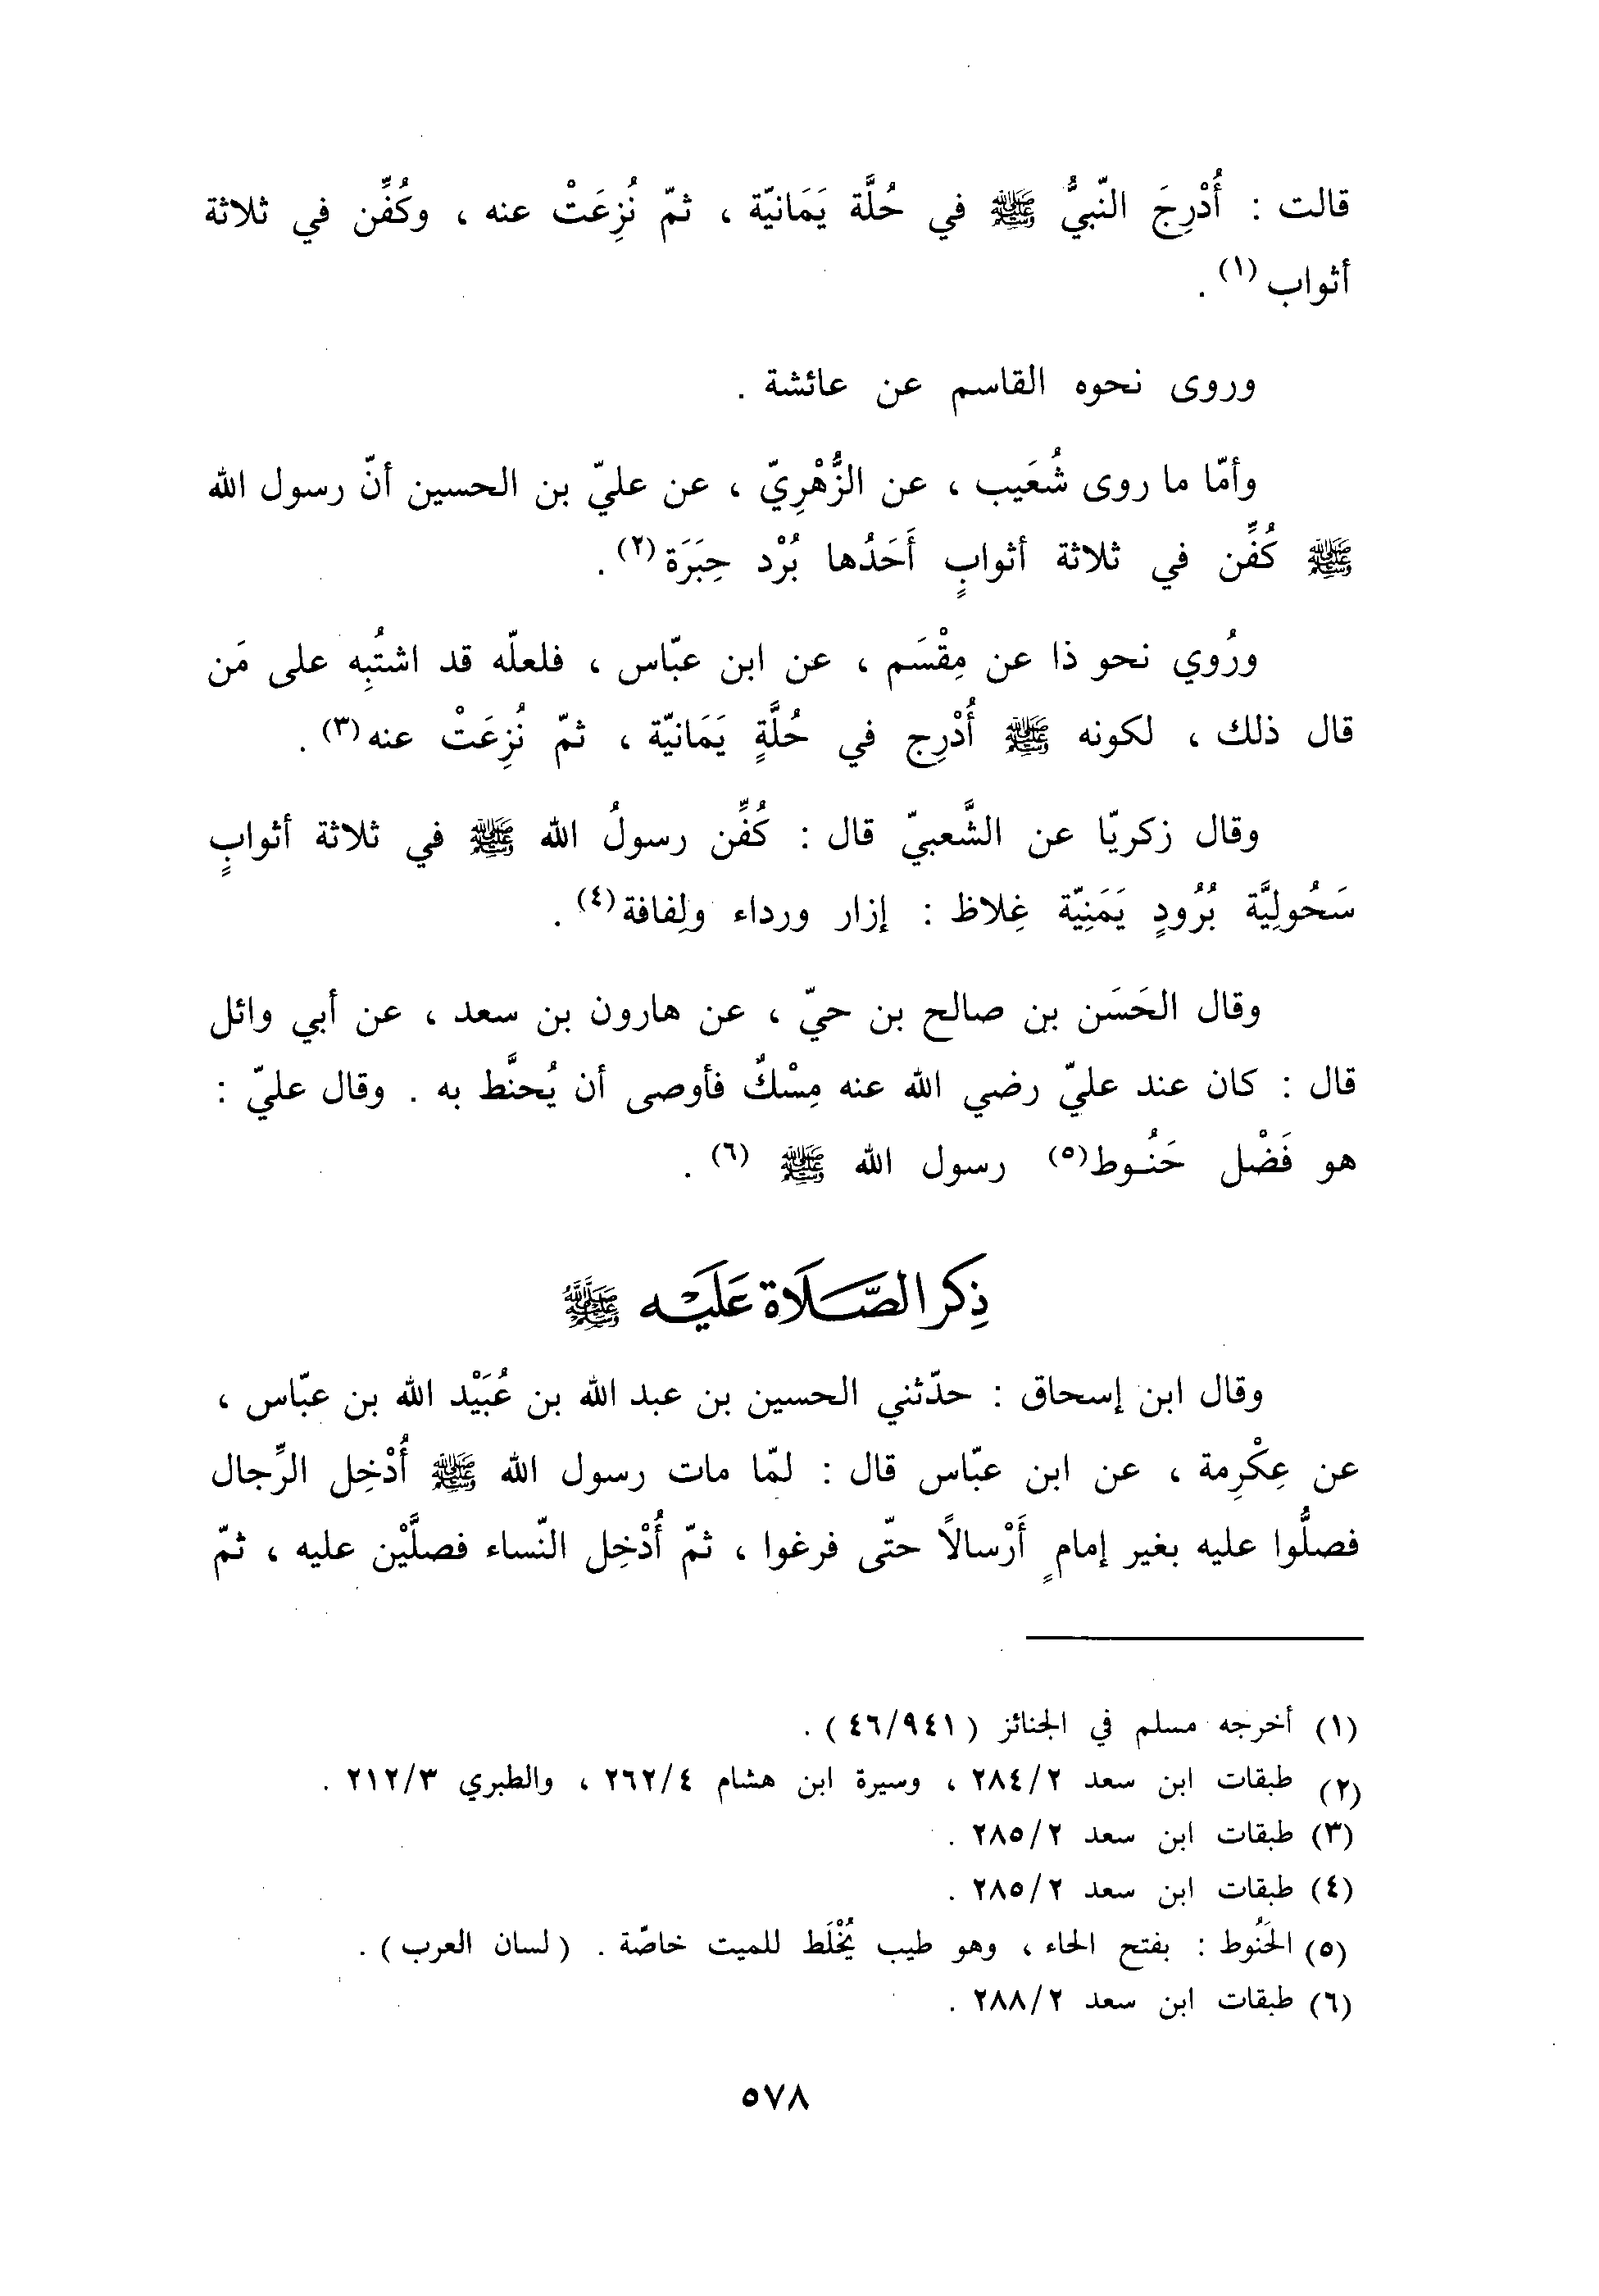 قالت : أُدْرِجَ النّبيُّ ﷺ في حُلَّة يَمَانيّة ، ثمّ نُزِعَتْ عنه ، وكُفِّن في ثلاثة
أثواب (١) .
وروى نحوه القاسم عن عائشة .
وأمّا ما روى شُعَيب ، عن الزُّهْرِيّ ، عن عليّ بن الحسين أنّ رسول الله
ﷺ كُفِّن في ثلاثة أثوابٍ أَحَدُها بُرْد حِبَرَة (٢) .
ورُوي نحو ذا عن مِقْسَم ، عن ابن عبّاس ، فلعلّه قد اشتُبِه على مَن
قال ذلك ، لكونه ﷺ أُدْرِج في حُلَّةٍ يَمَانيّة ، ثمّ نُزِعَتْ عنه (٣) .
وقال زكريّا عن الشَّعبيّ قال : كُفِّن رسولُ الله ﷺ في ثلاثة أثوابٍ
سَحُولِيَّة بُرُودٍ يَمَنِيّة غِلاظ : إزار ورداء ولِفافة (٤) .
وقال الحَسَن بن صالح بن حيّ ، عن هارون بن سعد ، عن أبي وائل
قال : كان عند عليّ رضي الله عنه مِسْكٌ فأوصى أن يُحنَّط به . وقال عليّ :
هو فَضْل حَنُـوط (٥) رسول الله ﷺ (٦) .
ذِكر الصَّلَاة عَلَيْه ﷺ
وقال ابن إسحاق : حدّثني الحسين بن عبد الله بن عُبَيْد الله بن عبّاس ،
عن عِكْرِمة ، عن ابن عبّاس قال : لمّا مات رسول الله ﷺ أُدْخِل الرِّجال
فصلُّوا عليه بغير إمامٍ أَرْسالاً حتّى فرغوا ، ثمّ أُدْخِل النّساء فصلَّيْن عليه ، ثمّ
(١) أخرجه مسلم في الجنائز ( ٤٦/٩٤١ ) .
(٢) طبقات ابن سعد ٢٨٤/٢ ، وسيرة ابن هشام ٢٦٢/٤ ، والطبري ٢١٢/٣ .
(٣) طبقات ابن سعد ٢٨٥/٢ .
(٤) طبقات ابن سعد ٢٨٥/٢ .
(٥) الحَنُوط : بفتح الحاء ، وهو طيب يُخْلَط للميت خاصّة . ( لسان العرب ) .
(٦) طبقات ابن سعد ٢٨٨/٢ .
٥٧٨